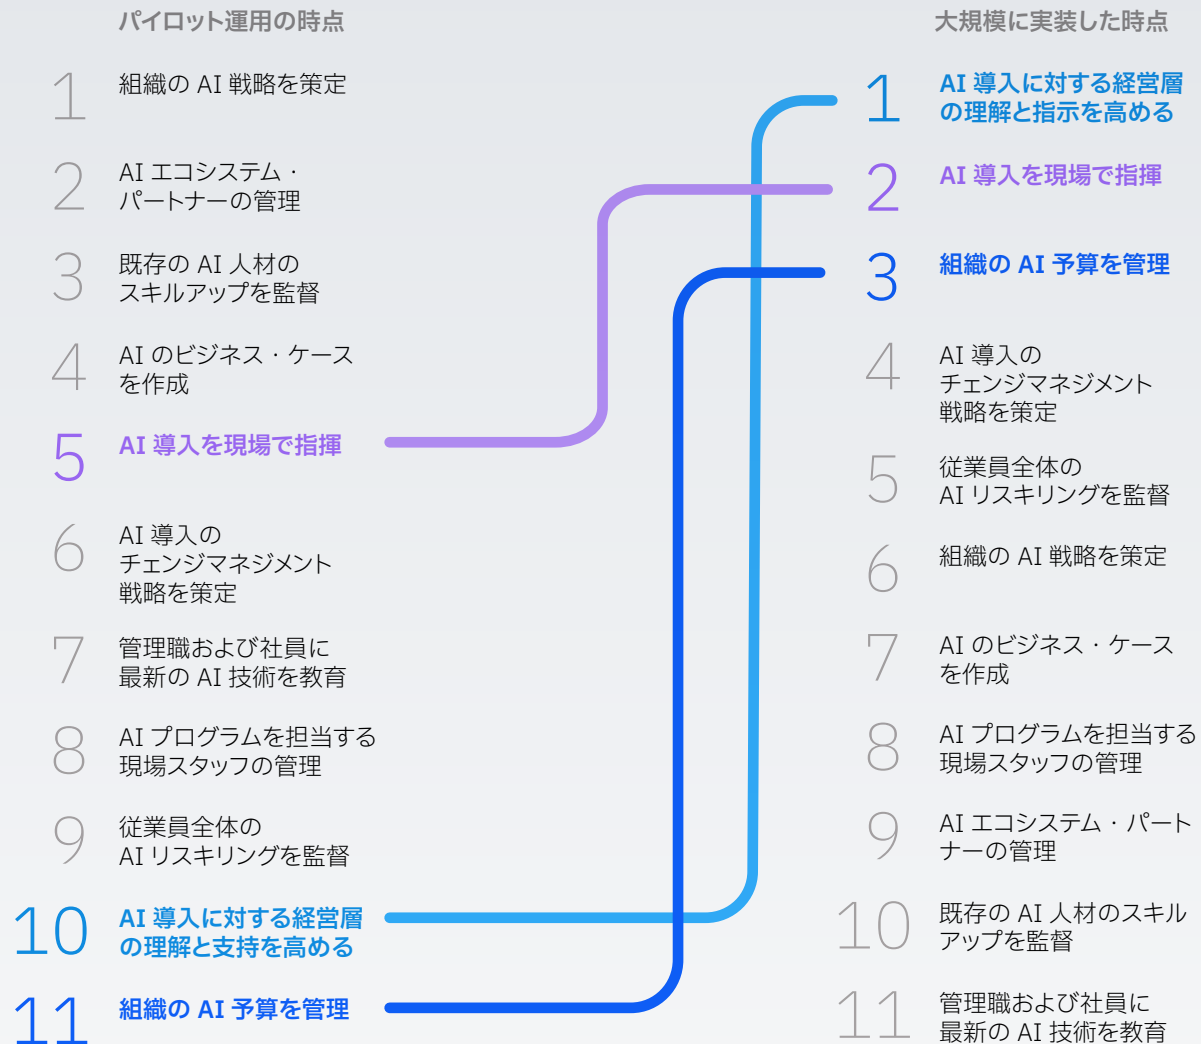 パイロット運用の時点
1
組織の AI 戦略を策定
2
AI エコシステム・
パートナーの管理
3
既存の AI 人材の
スキルアップを監督
4
AI のビジネス・ケース
を作成
5
AI 導入を現場で指揮
6
AI 導入の
チェンジマネジメント
戦略を策定
7
管理職および社員に
最新の AI 技術を教育
8
AI プログラムを担当する
現場スタッフの管理
9
従業員全体の
AI リスキリングを監督
10
AI 導入に対する経営層
の理解と支持を高める
11
組織の AI 予算を管理
大規模に実装した時点
1
AI 導入に対する経営層
の理解と指示を高める
2
AI 導入を現場で指揮
3
組織の AI 予算を管理
4
AI 導入の
チェンジマネジメント
戦略を策定
5
従業員全体の
AI リスキリングを監督
6
組織の AI 戦略を策定
7
AI のビジネス・ケース
を作成
8
AI プログラムを担当する
現場スタッフの管理
9
AI エコシステム・パート
ナーの管理
10
既存の AI 人材のスキル
アップを監督
11
管理職および社員に
最新の AI 技術を教育